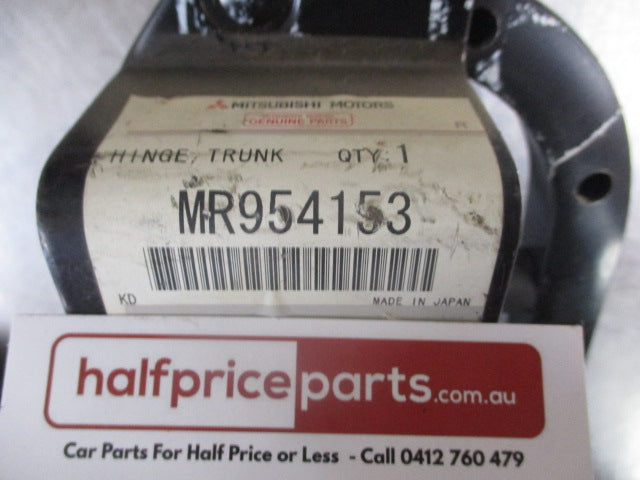 MITSUBISHI MOTORS
GENUINE PARTS
R
HINGE, TRUNK QTY: 1
MR954153
KD MADE IN JAPAN
halfpriceparts.com.au
Car Parts For Half Price or Less - Call 0412 760 479